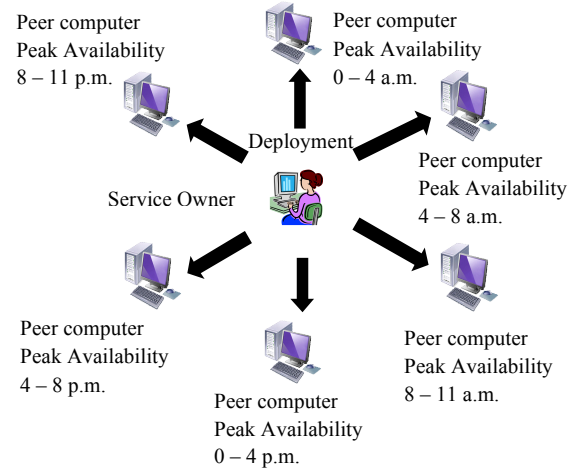 Peer computer
Peak Availability
8 – 11 p.m.
Peer computer
Peak Availability
0 – 4 a.m.
Deployment
Peer computer
Peak Availability
4 – 8 a.m.
Service Owner
Peer computer
Peak Availability
4 – 8 p.m.
Peer computer
Peak Availability
8 – 11 a.m.
Peer computer
Peak Availability
0 – 4 p.m.